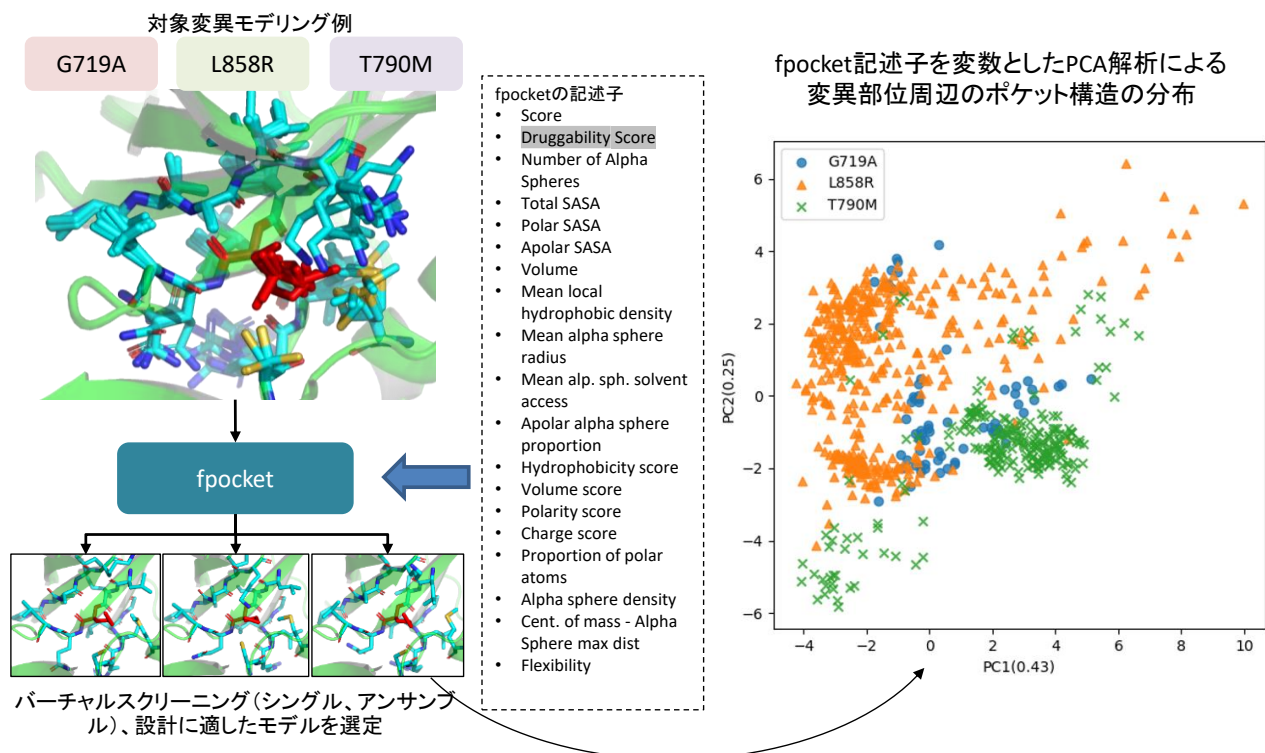 対象変異モデリング例
G719A
L858R
T790M
fpocket
バーチャルスクリーニング（シングル、アンサンブ
ル）、設計に適したモデルを選定
fpocketの記述子
• Score
• Druggability Score
• Number of Alpha
Spheres
• Total SASA
• Polar SASA
• Apolar SASA
• Volume
• Mean local
hydrophobic density
• Mean alpha sphere
radius
• Mean alp. sph. solvent
access
• Apolar alpha sphere
proportion
• Hydrophobicity score
• Volume score
• Polarity score
• Charge score
• Proportion of polar
atoms
• Alpha sphere density
• Cent. of mass - Alpha
Sphere max dist
• Flexibility
fpocket記述子を変数としたPCA解析による
変異部位周辺のポケット構造の分布
G719A
L858R
T790M
6
4
2
0
−2
−4
−6
PC2(0.25)
−4 −2 0 2 4 6 8 10
PC1(0.43)